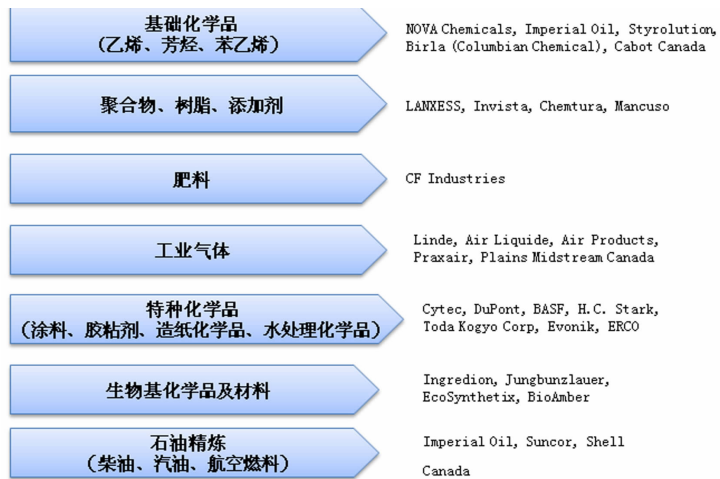 基础化学品
（乙烯、芳烃、苯乙烯）
NOVA Chemicals, Imperial Oil, Styrolution,
Birla (Columbian Chemical), Cabot Canada
聚合物、树脂、添加剂
LANXESS, Invista, Chemtura, Mancuso
肥料
CF Industries
工业气体
Linde, Air Liquide, Air Products,
Praxair, Plains Midstream Canada
特种化学品
（涂料、胶粘剂、造纸化学品、水处理化学品）
Cytec, DuPont, BASF, H.C. Stark,
Toda Kogyo Corp, Evonik, ERCO
生物基化学品及材料
Ingredion, Jungbunzlauer,
EcoSynthetix, BioAmber
石油精炼
（柴油、汽油、航空燃料）
Imperial Oil, Suncor, Shell
Canada